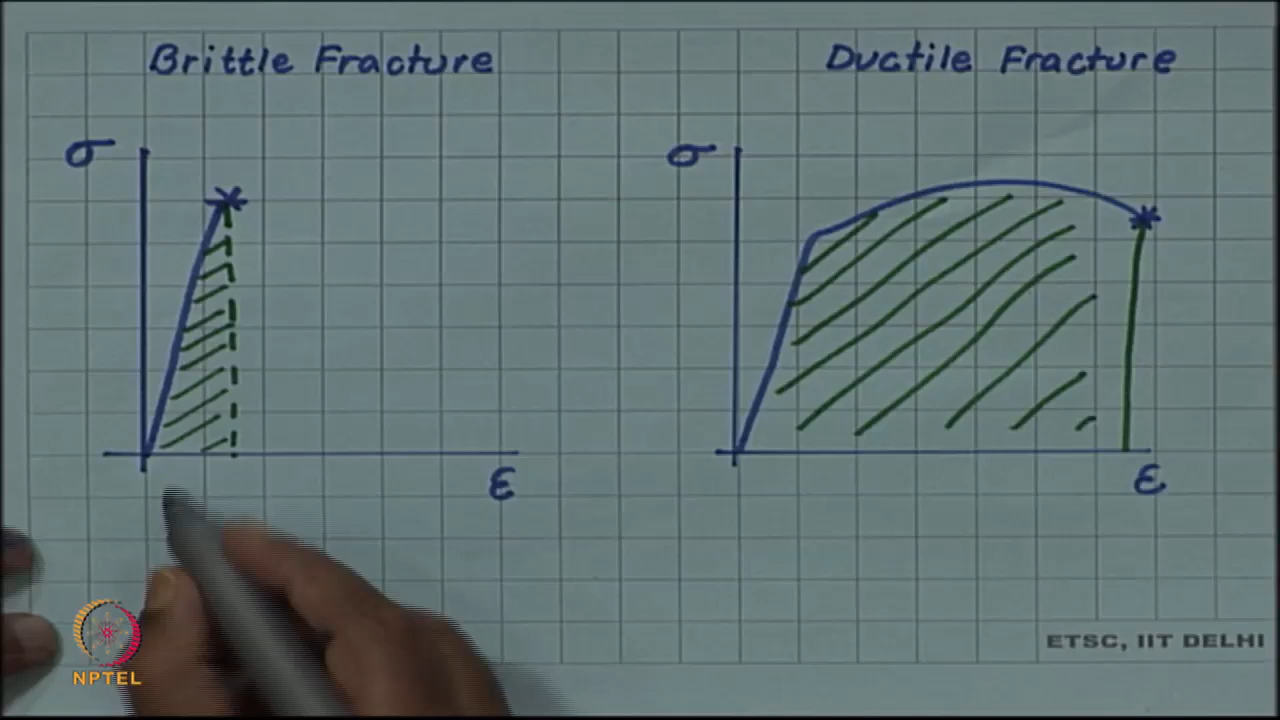 Brittle Fracture
Ductile Fracture
σ
σ
ε
ε
ETSC, IIT DELHI
NPTEL